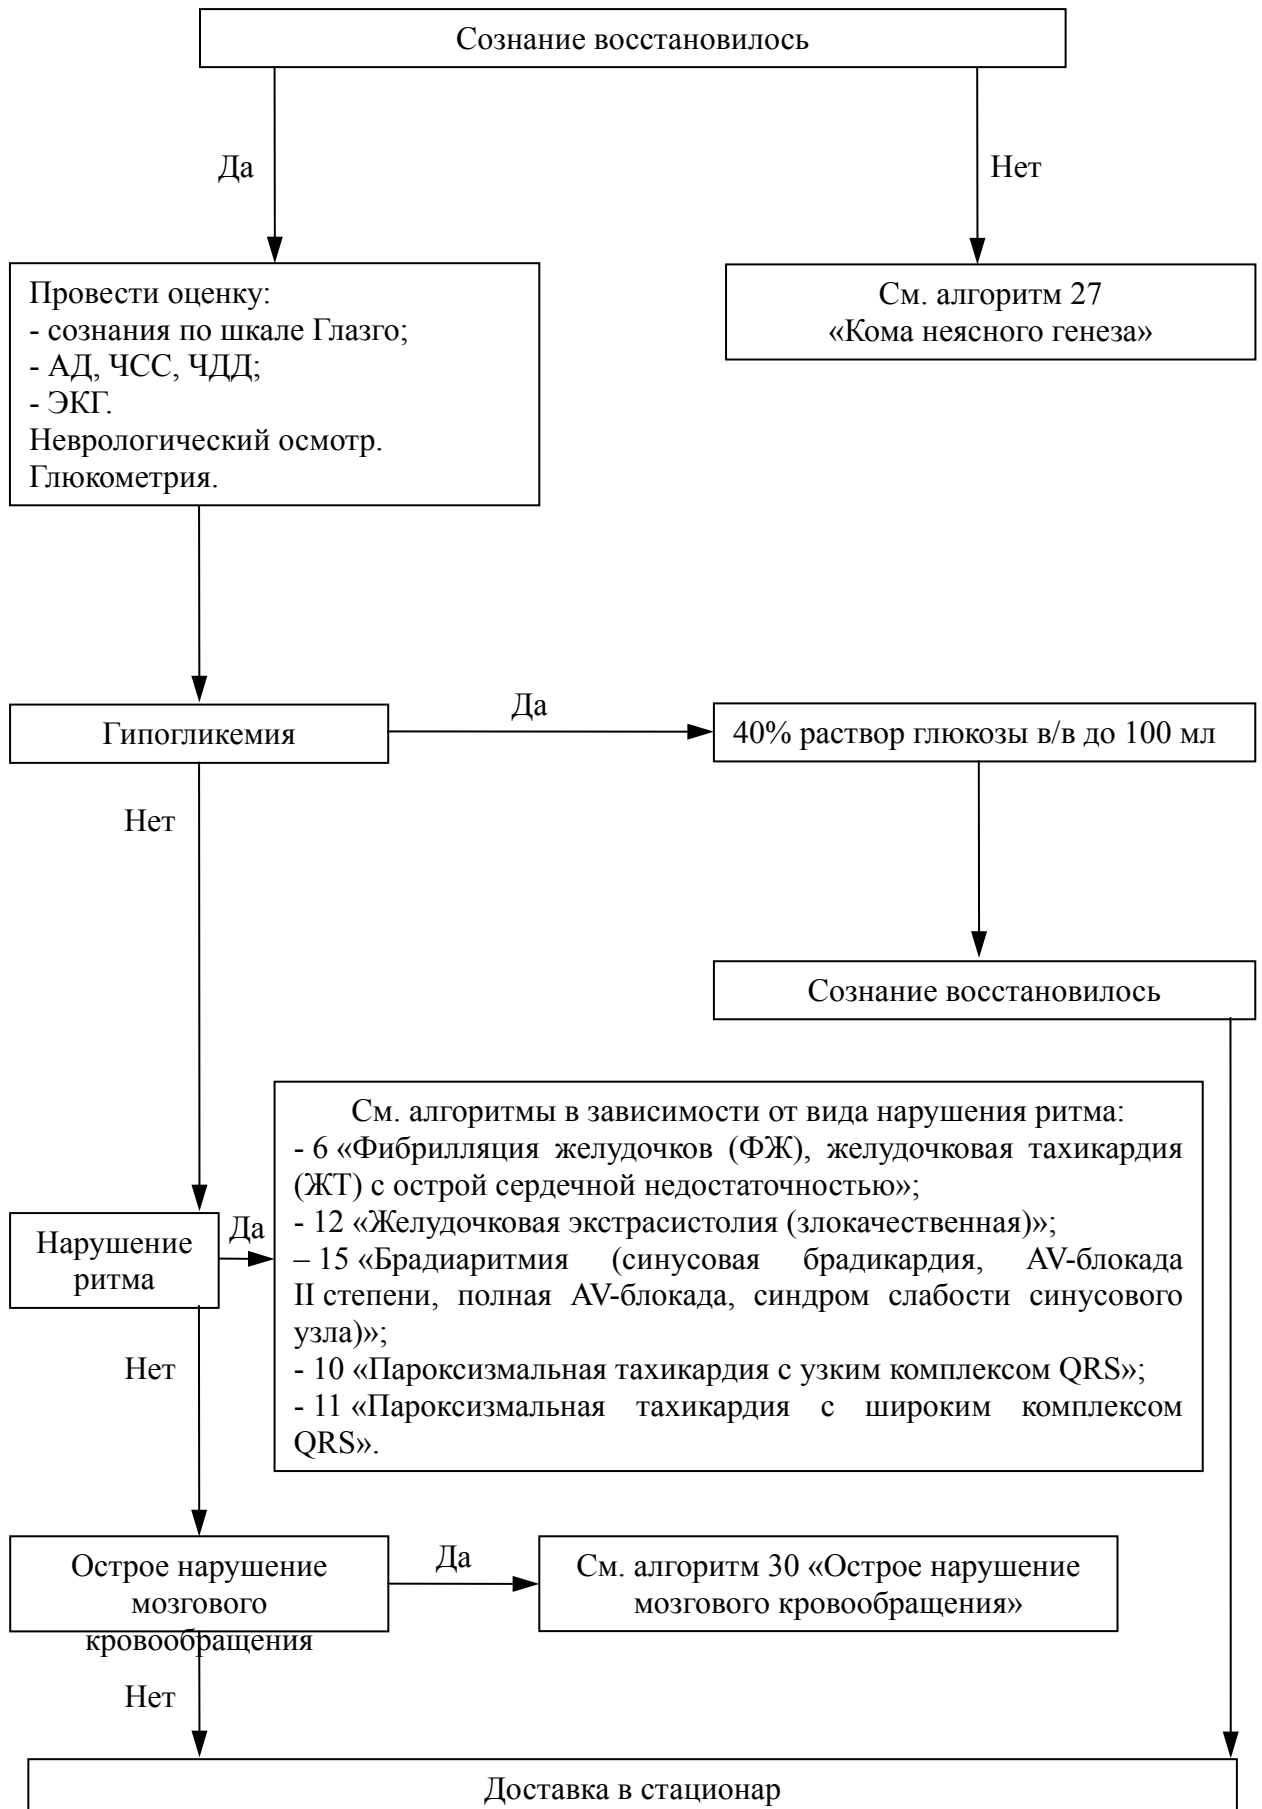 Сознание восстановилось
Да
Нет
Провести оценку:
- сознания по шкале Глазго;
- АД, ЧСС, ЧДД;
- ЭКГ.
Неврологический осмотр.
Глюкометрия.
См. алгоритм 27
«Кома неясного генеза»
Гипогликемия
Да
40% раствор глюкозы в/в до 100 мл
Нет
Сознание восстановилось
См. алгоритмы в зависимости от вида нарушения ритма:
- 6 «Фибрилляция желудочков (ФЖ), желудочковая тахикардия
(ЖТ) с острой сердечной недостаточностью»;
- 12 «Желудочковая экстрасистолия (злокачественная)»;
– 15 «Брадиаритмия (синусовая брадикардия, AV-блокада
II степени, полная AV-блокада, синдром слабости синусового
узла)»;
- 10 «Пароксизмальная тахикардия с узким комплексом QRS»;
- 11 «Пароксизмальная тахикардия с широким комплексом
QRS».
Нарушение
ритма
Да
Нет
Острое нарушение
мозгового
кровообращения
Да
См. алгоритм 30 «Острое нарушение
мозгового кровообращения»
Нет
Доставка в стационар